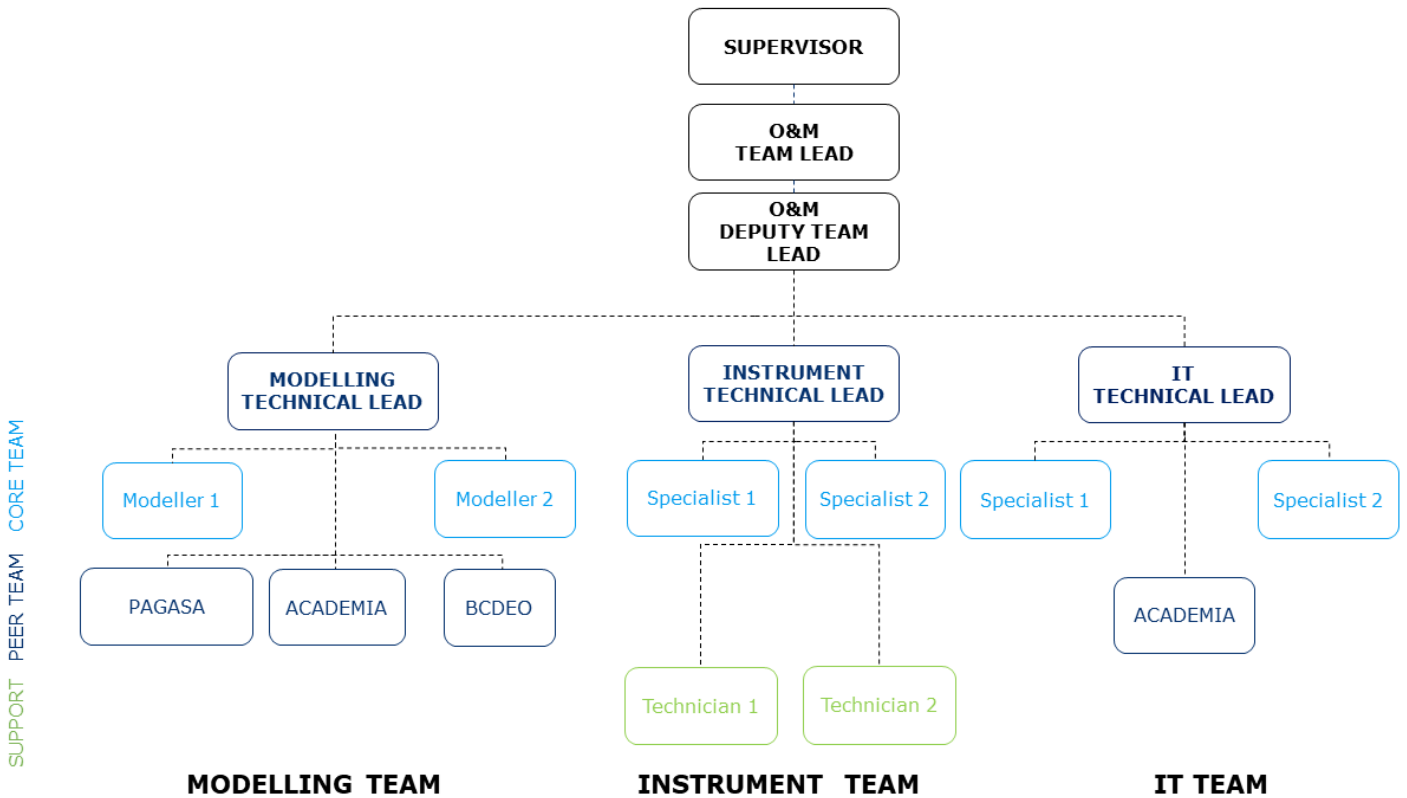 SUPERVISOR
O&M
TEAM LEAD
O&M
DEPUTY TEAM
LEAD
MODELLING
TECHNICAL LEAD
INSTRUMENT
TECHNICAL LEAD
IT
TECHNICAL LEAD
CORE TEAM
Modeller 1
Modeller 2
Specialist 1
Specialist 2
Specialist 1
Specialist 2
PEER TEAM
PAGASA
ACADEMIA
BCDEO
ACADEMIA
SUPPORT
Technician 1
Technician 2
MODELLING TEAM
INSTRUMENT TEAM
IT TEAM